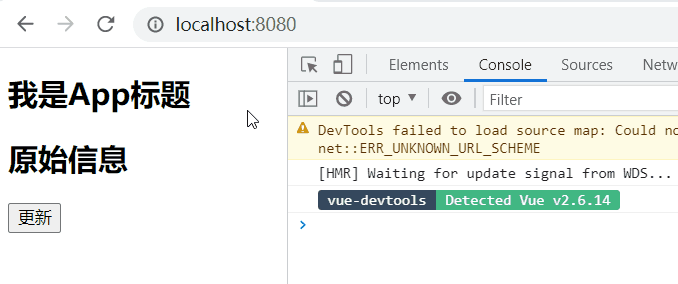 localhost:8080
我是App标题
原始信息
更新
Elements Console Sources Netw
top Filter
DevTools failed to load source map: Could no
net::ERR_UNKNOWN_URL_SCHEME
[HMR] Waiting for update signal from WDS...
vue-devtools Detected Vue v2.6.14